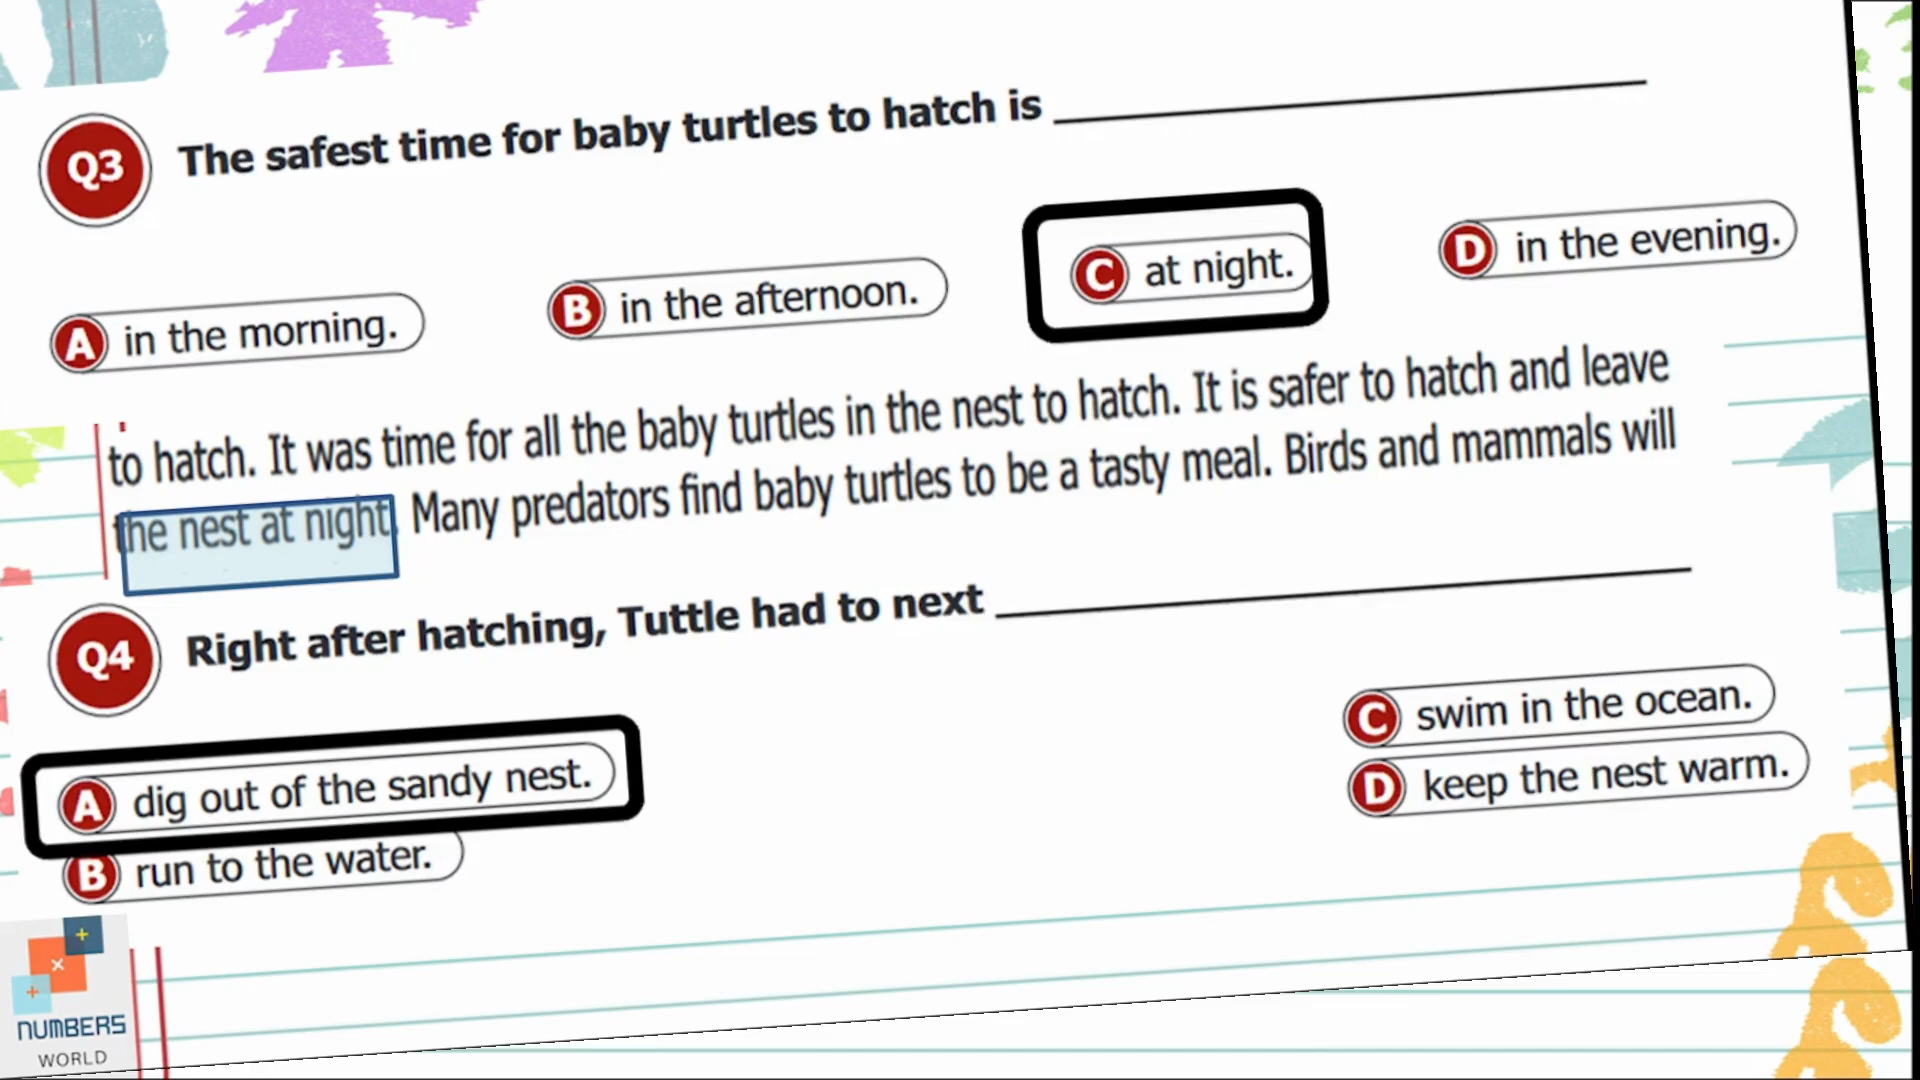 Q3 The safest time for baby turtles to hatch is
A in the morning.
B in the afternoon.
C at night.
D in the evening.
to hatch. It was time for all the baby turtles in the nest to hatch. It is safer to hatch and leave
the nest at night. Many predators find baby turtles to be a tasty meal. Birds and mammals will
Q4 Right after hatching, Tuttle had to next
A dig out of the sandy nest.
B run to the water.
C swim in the ocean.
D keep the nest warm.
NUMBERS
WORLD